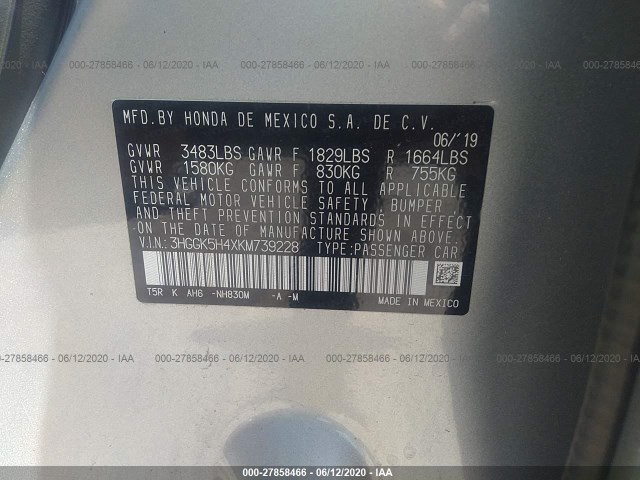 000-27858466 - 06/12/2020 - IAA 000-27858466 - 06/12/2020 - IAA 000-27858466 - 06/12/2020 - IAA
MFD.BY HONDA DE MEXICO S.A. DE C.V.
06/'19
GVWR 3483LBS GAWR F 1829LBS R 1664LBS
GVWR 1580KG GAWR F 830KG R 755KG
THIS VEHICLE CONFORMS TO ALL APPLICABLE
FEDERAL MOTOR VEHICLE SAFETY, BUMPER,
AND THEFT PREVENTION STANDARDS IN EFFECT
ON THE DATE OF MANUFACTURE SHOWN ABOVE.
V.I.N.: 3HGGK5H4XKM739228 TYPE: PASSENGER CAR
T5R K AH6 -NH830M -A -M MADE IN MEXICO
000-27858466 - 06/12/2020 - IAA 000-27858466 - 06/12/2020 - IAA 000-27858466 - 06/12/2020 - IAA
000-27858466 - 06/12/2020 - IAA